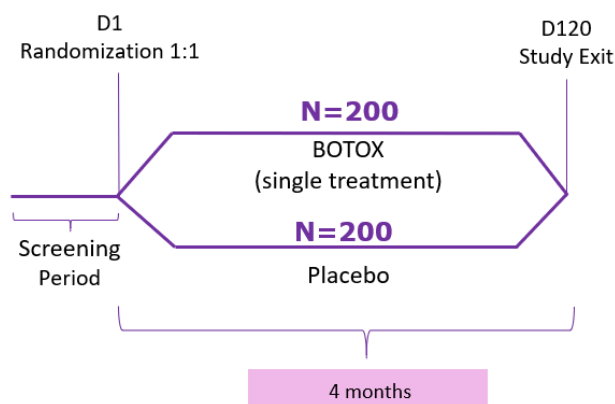 D1
Randomization 1:1
D120
Study Exit
N=200
BOTOX
(single treatment)
N=200
Placebo
Screening
Period
4 months